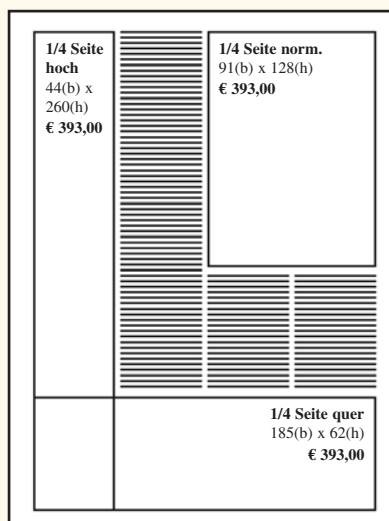 1/4 Seite
hoch
44(b) x
260(h)
€ 393,00
1/4 Seite norm.
91(b) x 128(h)
€ 393,00
1/4 Seite quer
185(b) x 62(h)
€ 393,00